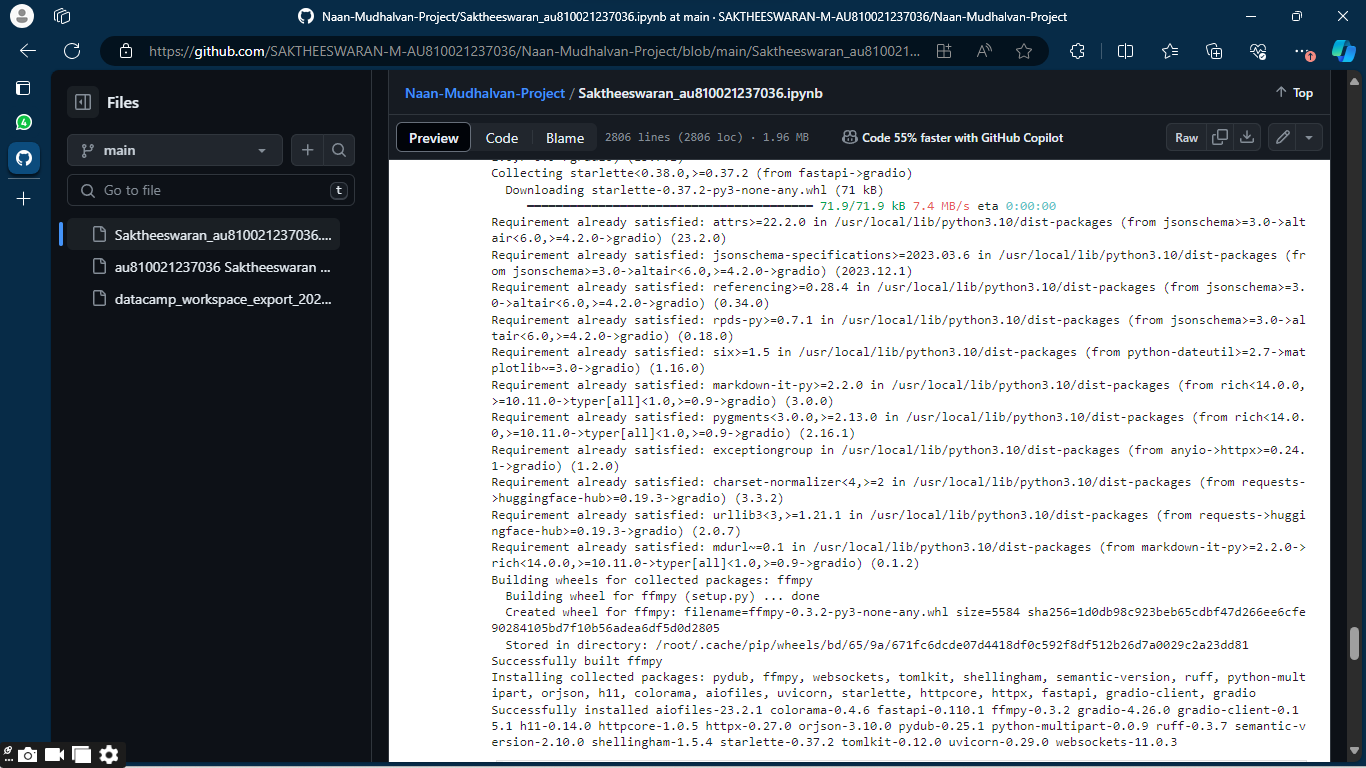 Naan-Mudhalvan-Project/Saktheeswaran_au810021237036.ipynb at main · SAKTHEESWARAN-M-AU810021237036/Naan-Mudhalvan-Project
https://github.com/SAKTHEESWARAN-M-AU810021237036/Naan-Mudhalvan-Project/blob/main/Saktheeswaran_au810021...
4
Files
main
Go to file
t
Saktheeswaran_au810021237036....
au810021237036 Saktheeswaran ...
datacamp_workspace_export_202...
Naan-Mudhalvan-Project / Saktheeswaran_au810021237036.ipynb
Top
Preview Code Blame 2806 lines (2806 loc) · 1.96 MB Code 55% faster with GitHub Copilot Raw
Collecting starlette<0.38.0,>=0.37.2 (from fastapi->gradio)
Downloading starlette-0.37.2-py3-none-any.whl (71 kB)
71.9/71.9 kB 7.4 MB/s eta 0:00:00
Requirement already satisfied: attrs>=22.2.0 in /usr/local/lib/python3.10/dist-packages (from jsonschema>=3.0->alt
air<6.0,>=4.2.0->gradio) (23.2.0)
Requirement already satisfied: jsonschema-specifications>=2023.03.6 in /usr/local/lib/python3.10/dist-packages (fr
om jsonschema>=3.0->altair<6.0,>=4.2.0->gradio) (2023.12.1)
Requirement already satisfied: referencing>=0.28.4 in /usr/local/lib/python3.10/dist-packages (from jsonschema>=3.
0->altair<6.0,>=4.2.0->gradio) (0.34.0)
Requirement already satisfied: rpds-py>=0.7.1 in /usr/local/lib/python3.10/dist-packages (from jsonschema>=3.0->al
tair<6.0,>=4.2.0->gradio) (0.18.0)
Requirement already satisfied: six>=1.5 in /usr/local/lib/python3.10/dist-packages (from python-dateutil>=2.7->mat
plotlib~=3.0->gradio) (1.16.0)
Requirement already satisfied: markdown-it-py>=2.2.0 in /usr/local/lib/python3.10/dist-packages (from rich<14.0.0,
>=10.11.0->typer[all]<1.0,>=0.9->gradio) (3.0.0)
Requirement already satisfied: pygments<3.0.0,>=2.13.0 in /usr/local/lib/python3.10/dist-packages (from rich<14.0.
0,>=10.11.0->typer[all]<1.0,>=0.9->gradio) (2.16.1)
Requirement already satisfied: exceptiongroup in /usr/local/lib/python3.10/dist-packages (from anyio->httpx>=0.24.
1->gradio) (1.2.0)
Requirement already satisfied: charset-normalizer<4,>=2 in /usr/local/lib/python3.10/dist-packages (from requests-
>huggingface-hub>=0.19.3->gradio) (3.3.2)
Requirement already satisfied: urllib3<3,>=1.21.1 in /usr/local/lib/python3.10/dist-packages (from requests->huggi
ngface-hub>=0.19.3->gradio) (2.0.7)
Requirement already satisfied: mdurl~=0.1 in /usr/local/lib/python3.10/dist-packages (from markdown-it-py>=2.2.0->
rich<14.0.0,>=10.11.0->typer[all]<1.0,>=0.9->gradio) (0.1.2)
Building wheels for collected packages: ffmpy
Building wheel for ffmpy (setup.py) ... done
Created wheel for ffmpy: filename=ffmpy-0.3.2-py3-none-any.whl size=5584 sha256=1d0db98c923beb65cdbf47d266ee6cfe
90284105bd7f10b56adea6df5d0d2805
Stored in directory: /root/.cache/pip/wheels/bd/65/9a/671fc6dcde07d4418df0c592f8df512b26d7a0029c2a23dd81
Successfully built ffmpy
Installing collected packages: pydub, ffmpy, websockets, tomlkit, shellingham, semantic-version, ruff, python-mult
ipart, orjson, h11, colorama, aiofiles, uvicorn, starlette, httpcore, httpx, fastapi, gradio-client, gradio
Successfully installed aiofiles-23.2.1 colorama-0.4.6 fastapi-0.110.1 ffmpy-0.3.2 gradio-4.26.0 gradio-client-0.1
5.1 h11-0.14.0 httpcore-1.0.5 httpx-0.27.0 orjson-3.10.0 pydub-0.25.1 python-multipart-0.0.9 ruff-0.3.7 semantic-v
ersion-2.10.0 shellingham-1.5.4 starlette-0.37.2 tomlkit-0.12.0 uvicorn-0.29.0 websockets-11.0.3